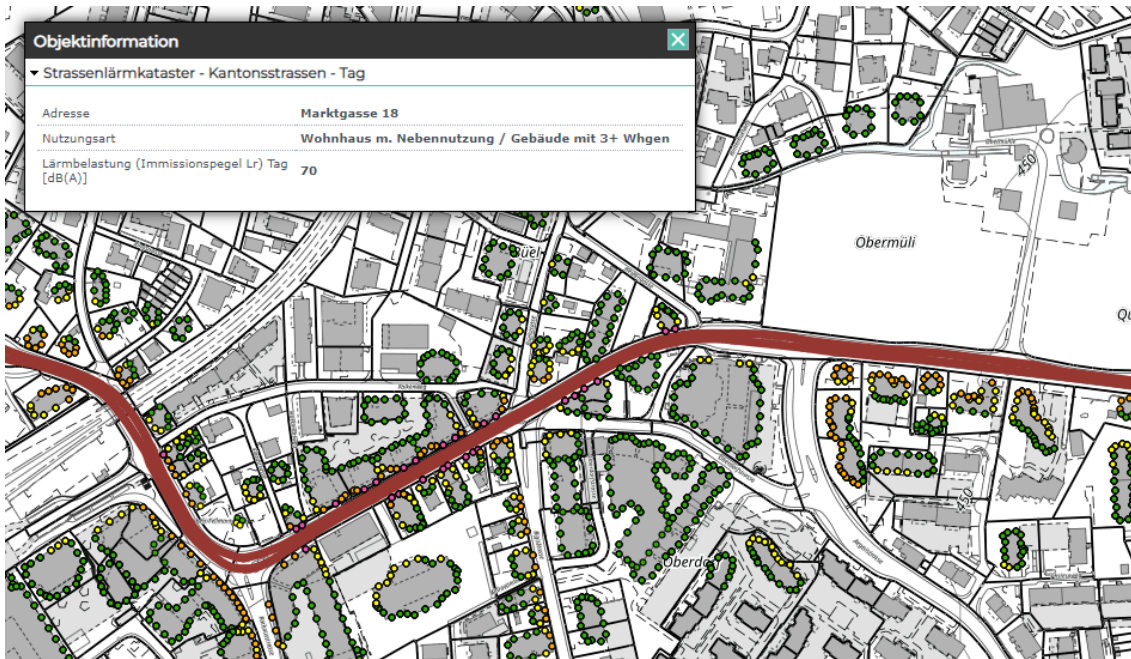 Objektinformation
Strassenlärmkataster - Kantonsstrassen - Tag
Adresse Marktgasse 18
Nutzungsart Wohnhaus m. Nebennutzung / Gebäude mit 3+ Whgen
Lärmbelastung (Immissionspegel Lr) Tag 70
[dB(A)]
450
Obermüli
Büel
450